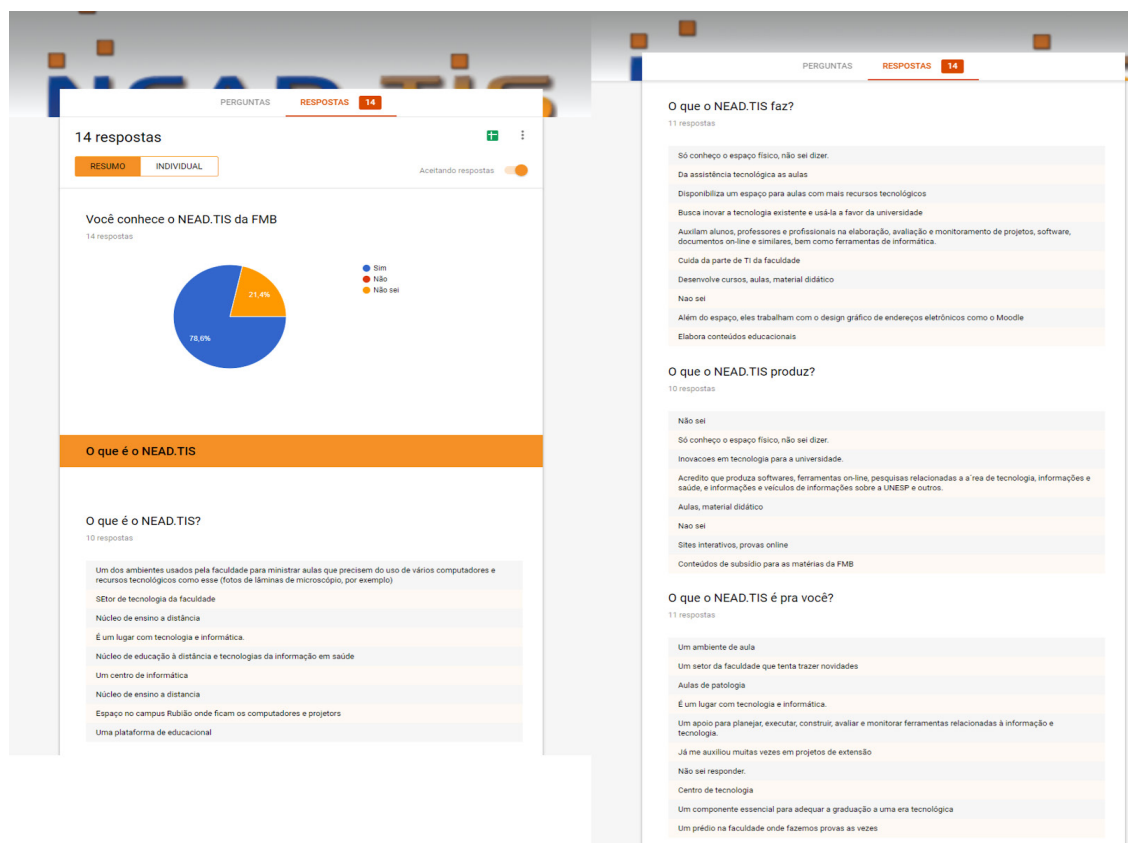 NEAD.TIS
PERGUNTAS RESPOSTAS 14
14 respostas
RESUMO INDIVIDUAL
Aceitando respostas
Você conhece o NEAD.TIS da FMB
14 respostas
Sim
Não
Não sei
21,4%
78,6%
O que é o NEAD.TIS
O que é o NEAD.TIS?
10 respostas
Um dos ambientes usados pela faculdade para ministrar aulas que precisem do uso de vários computadores e
recursos tecnológicos como esse (fotos de lâminas de microscópio, por exemplo)
SEtor de tecnologia da faculdade
Núcleo de ensino a distância
É um lugar com tecnologia e informática.
Núcleo de educação à distância e tecnologias da informação em saúde
Um centro de informática
Núcleo de ensino a distancia
Espaço no campus Rubião onde ficam os computadores e projetors
Uma plataforma de educacional
PERGUNTAS RESPOSTAS 14
O que o NEAD.TIS faz?
11 respostas
Só conheço o espaço físico, não sei dizer.
Da assistência tecnológica as aulas
Disponibiliza um espaço para aulas com mais recursos tecnológicos
Busca inovar a tecnologia existente e usá-la a favor da universidade
Auxilam alunos, professores e profissionais na elaboração, avaliação e monitoramento de projetos, software,
documentos on-line e similares, bem como ferramentas de informática.
Cuida da parte de TI da faculdade
Desenvolve cursos, aulas, material didático
Nao sei
Além do espaço, eles trabalham com o design gráfico de endereços eletrônicos como o Moodle
Elabora conteúdos educacionais
O que o NEAD.TIS produz?
10 respostas
Não sei
Só conheço o espaço físico, não sei dizer.
Inovacoes em tecnologia para a universidade.
Acredito que produza softwares, ferramentas on-line, pesquisas relacionadas a a´rea de tecnologia, informações e
saúde, e informações e veículos de informações sobre a UNESP e outros.
Aulas, material didático
Nao sei
Sites interativos, provas online
Conteúdos de subsídio para as matérias da FMB
O que o NEAD.TIS é pra você?
11 respostas
Um ambiente de aula
Um setor da faculdade que tenta trazer novidades
Aulas de patologia
É um lugar com tecnologia e informática.
Um apoio para planejar, executar, construir, avaliar e monitorar ferramentas relacionadas à informação e
tecnologia.
Já me auxiliou muitas vezes em projetos de extensão
Não sei responder.
Centro de tecnologia
Um componente essencial para adequar a graduação a uma era tecnológica
Um prédio na faculdade onde fazemos provas as vezes